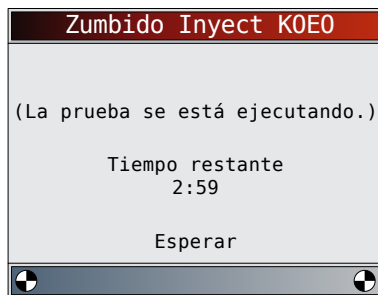 Zumbido Inyect KOEO
(La prueba se está ejecutando.)
Tiempo restante
2:59
Esperar